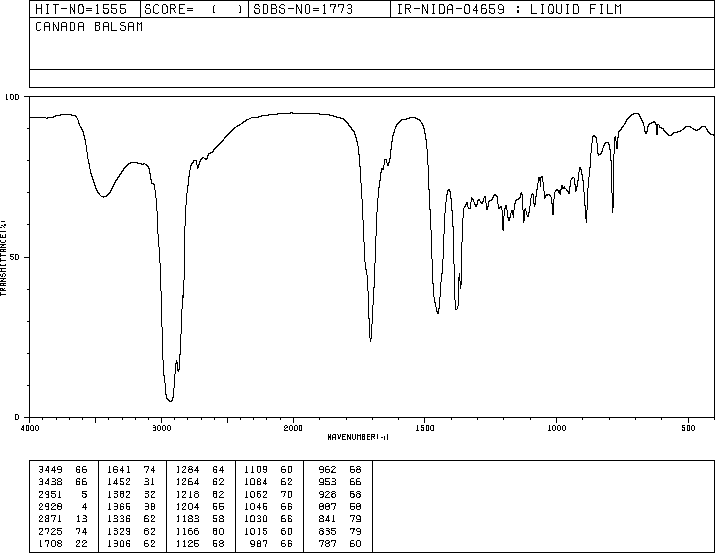 HIT-NO=1555 SCORE= ( ) SDBS-NO=1773 IR-NIDA-04659 : LIQUID FILM
CANADA BALSAM
100
50
0
TRANSMITTANCE(%)
4000 3000 2000 1500 1000 500
WAVENUMBER(-1)
3449 66 1641 74 1284 64 1109 60 962 68
3438 66 1452 31 1264 62 1084 62 953 66
2951 5 1382 32 1218 62 1062 70 928 68
2928 4 1366 38 1204 55 1046 66 887 58
2871 13 1336 62 1183 58 1030 66 841 79
2725 74 1329 62 1166 60 1015 60 835 79
1708 22 1306 62 1125 58 987 66 787 60